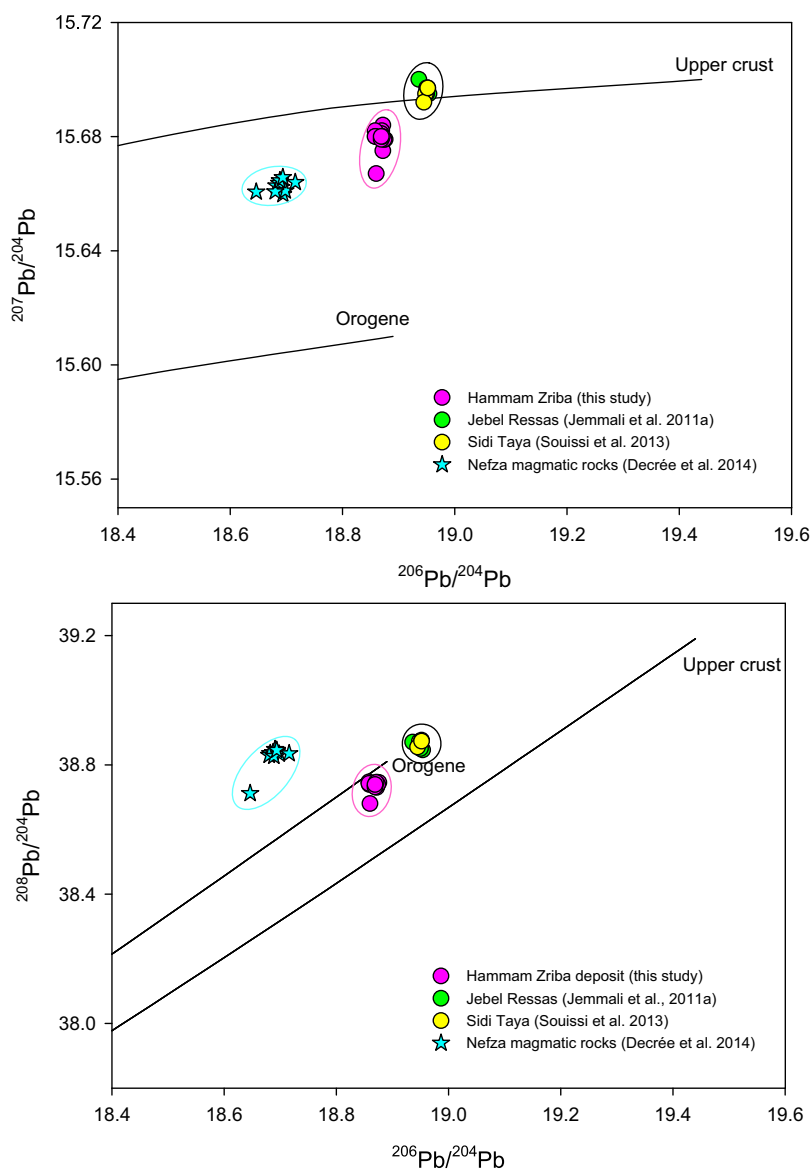 15.72
15.68
15.64
15.60
15.56
207Pb/204Pb
Upper crust
Orogene
Hammam Zriba (this study)
Jebel Ressas (Jemmali et al. 2011a)
Sidi Taya (Souissi et al. 2013)
Nefza magmatic rocks (Decrée et al. 2014)
18.4 18.6 18.8 19.0 19.2 19.4 19.6
206Pb/204Pb
39.2
38.8
38.4
38.0
208Pb/204Pb
Upper crust
Orogene
Hammam Zriba deposit (this study)
Jebel Ressas (Jemmali et al., 2011a)
Sidi Taya (Souissi et al. 2013)
Nefza magmatic rocks (Decrée et al. 2014)
18.4 18.6 18.8 19.0 19.2 19.4 19.6
206Pb/204Pb